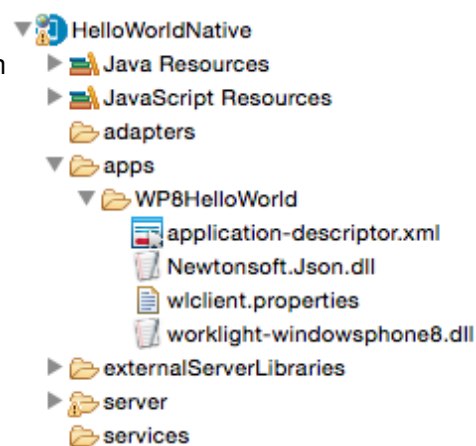 HelloWorldNative
n
Java Resources
JavaScript Resources
adapters
apps
WP8HelloWorld
application-descriptor.xml
Newtonsoft.Json.dll
wlclient.properties
worklight-windowsphone8.dll
externalServerLibraries
server
services